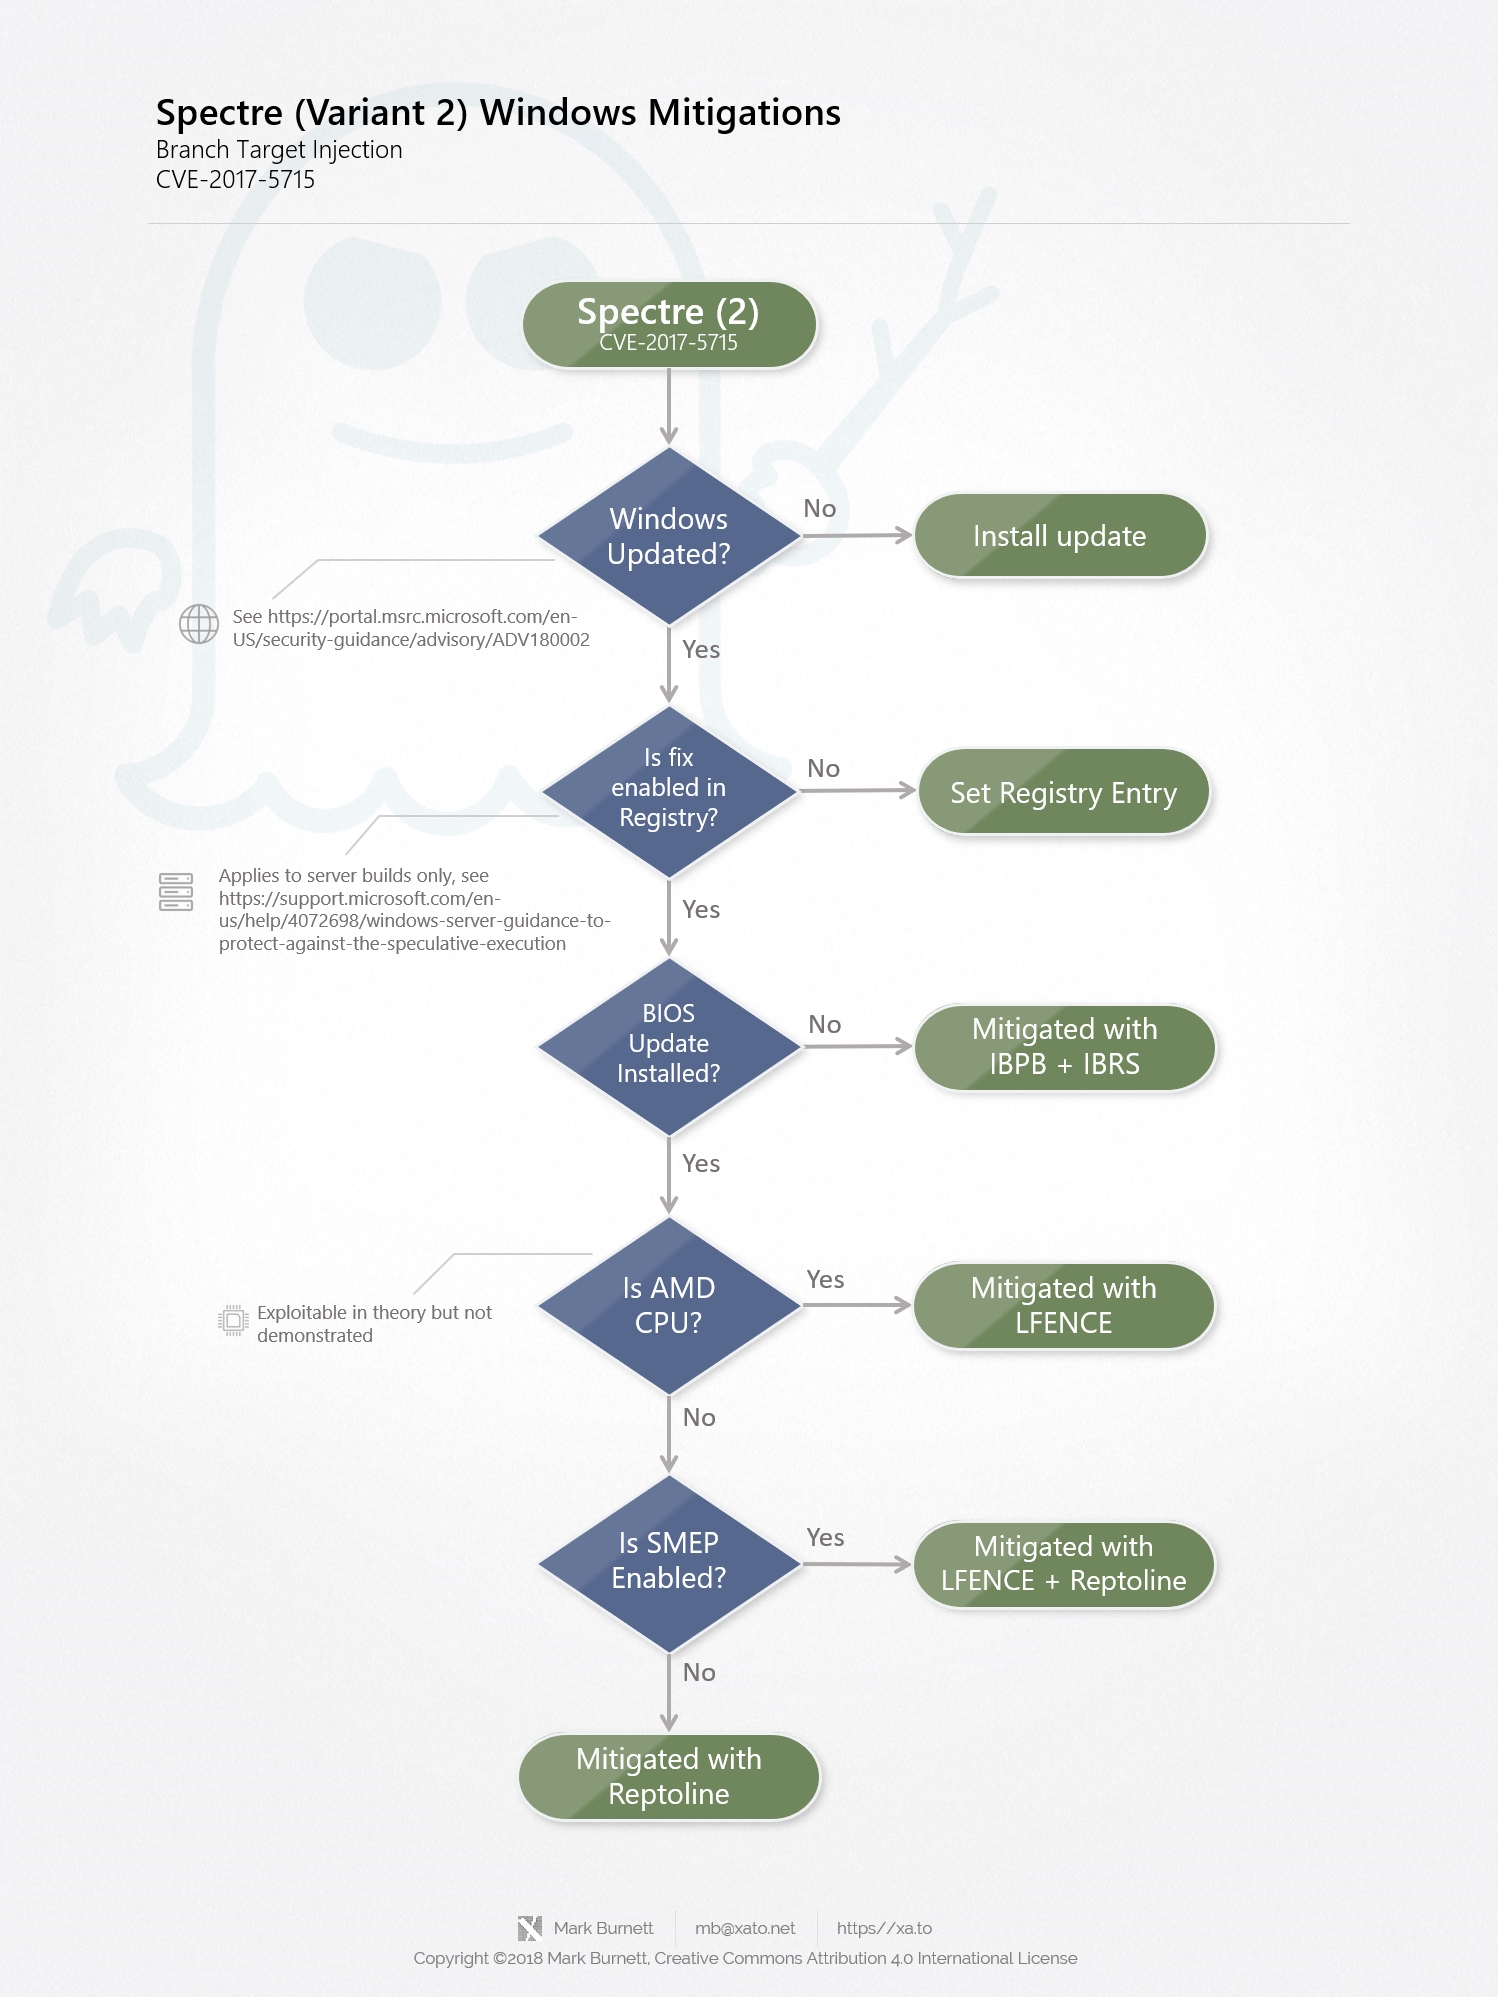 Spectre (Variant 2) Windows Mitigations
Branch Target Injection
CVE-2017-5715
Spectre (2)
CVE-2017-5715
Windows
Updated?
No
Install update
See https://portal.msrc.microsoft.com/en-
US/security-guidance/advisory/ADV180002
Yes
Is fix
enabled in
Registry?
No
Set Registry Entry
Applies to server builds only, see
https://support.microsoft.com/en-
us/help/4072698/windows-server-guidance-to-
protect-against-the-speculative-execution
Yes
BIOS
Update
Installed?
No
Mitigated with
IBPB + IBRS
Yes
Is AMD
CPU?
Yes
Mitigated with
LFENCE
Exploitable in theory but not
demonstrated
No
Is SMEP
Enabled?
Yes
Mitigated with
LFENCE + Reptoline
No
Mitigated with
Reptoline
Mark Burnett
mb@xato.net
https//xa.to
Copyright ©2018 Mark Burnett, Creative Commons Attribution 4.0 International License